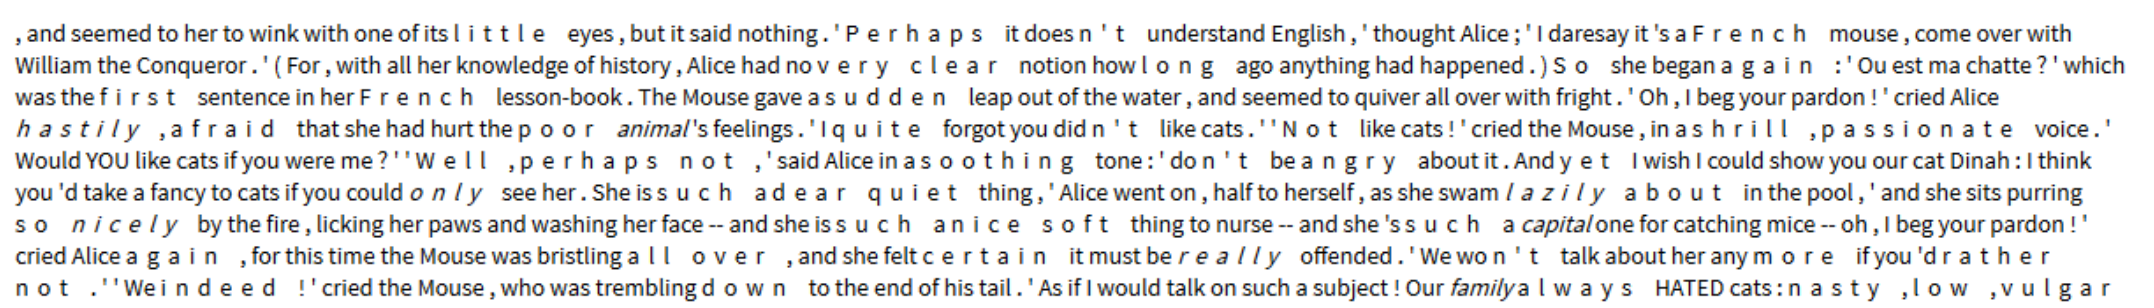 , and seemed to her to wink with one of its little eyes , but it said nothing . ' Perhaps it doesn't understand English , ' thought Alice ; ' I daresay it 's a French mouse , come over with
William the Conqueror . ' ( For , with all her knowledge of history , Alice had no very clear notion how long ago anything had happened . ) So she began again : ' Ou est ma chatte ? ' which
was the first sentence in her French lesson-book . The Mouse gave a sudden leap out of the water , and seemed to quiver all over with fright . ' Oh , I beg your pardon ! ' cried Alice
hastily , afraid that she had hurt the poor animal 's feelings . ' I quite forgot you didn't like cats . ' ' Not like cats ! ' cried the Mouse , in a shrill , passionate voice . '
Would YOU like cats if you were me ? ' ' Well , perhaps not , ' said Alice in a soothing tone : ' don't be angry about it . And yet I wish I could show you our cat Dinah : I think
you 'd take a fancy to cats if you could only see her . She is such a dear quiet thing , ' Alice went on , half to herself , as she swam lazily about in the pool , ' and she sits purring
so nicely by the fire , licking her paws and washing her face -- and she is such a nice soft thing to nurse -- and she 's such a capital one for catching mice -- oh , I beg your pardon ! '
cried Alice again , for this time the Mouse was bristling all over , and she felt certain it must be really offended . ' We won't talk about her any more if you 'd rather
not . ' ' We indeed ! ' cried the Mouse , who was trembling down to the end of his tail . ' As if I would talk on such a subject ! Our family always HATED cats : nasty , low , vulgar